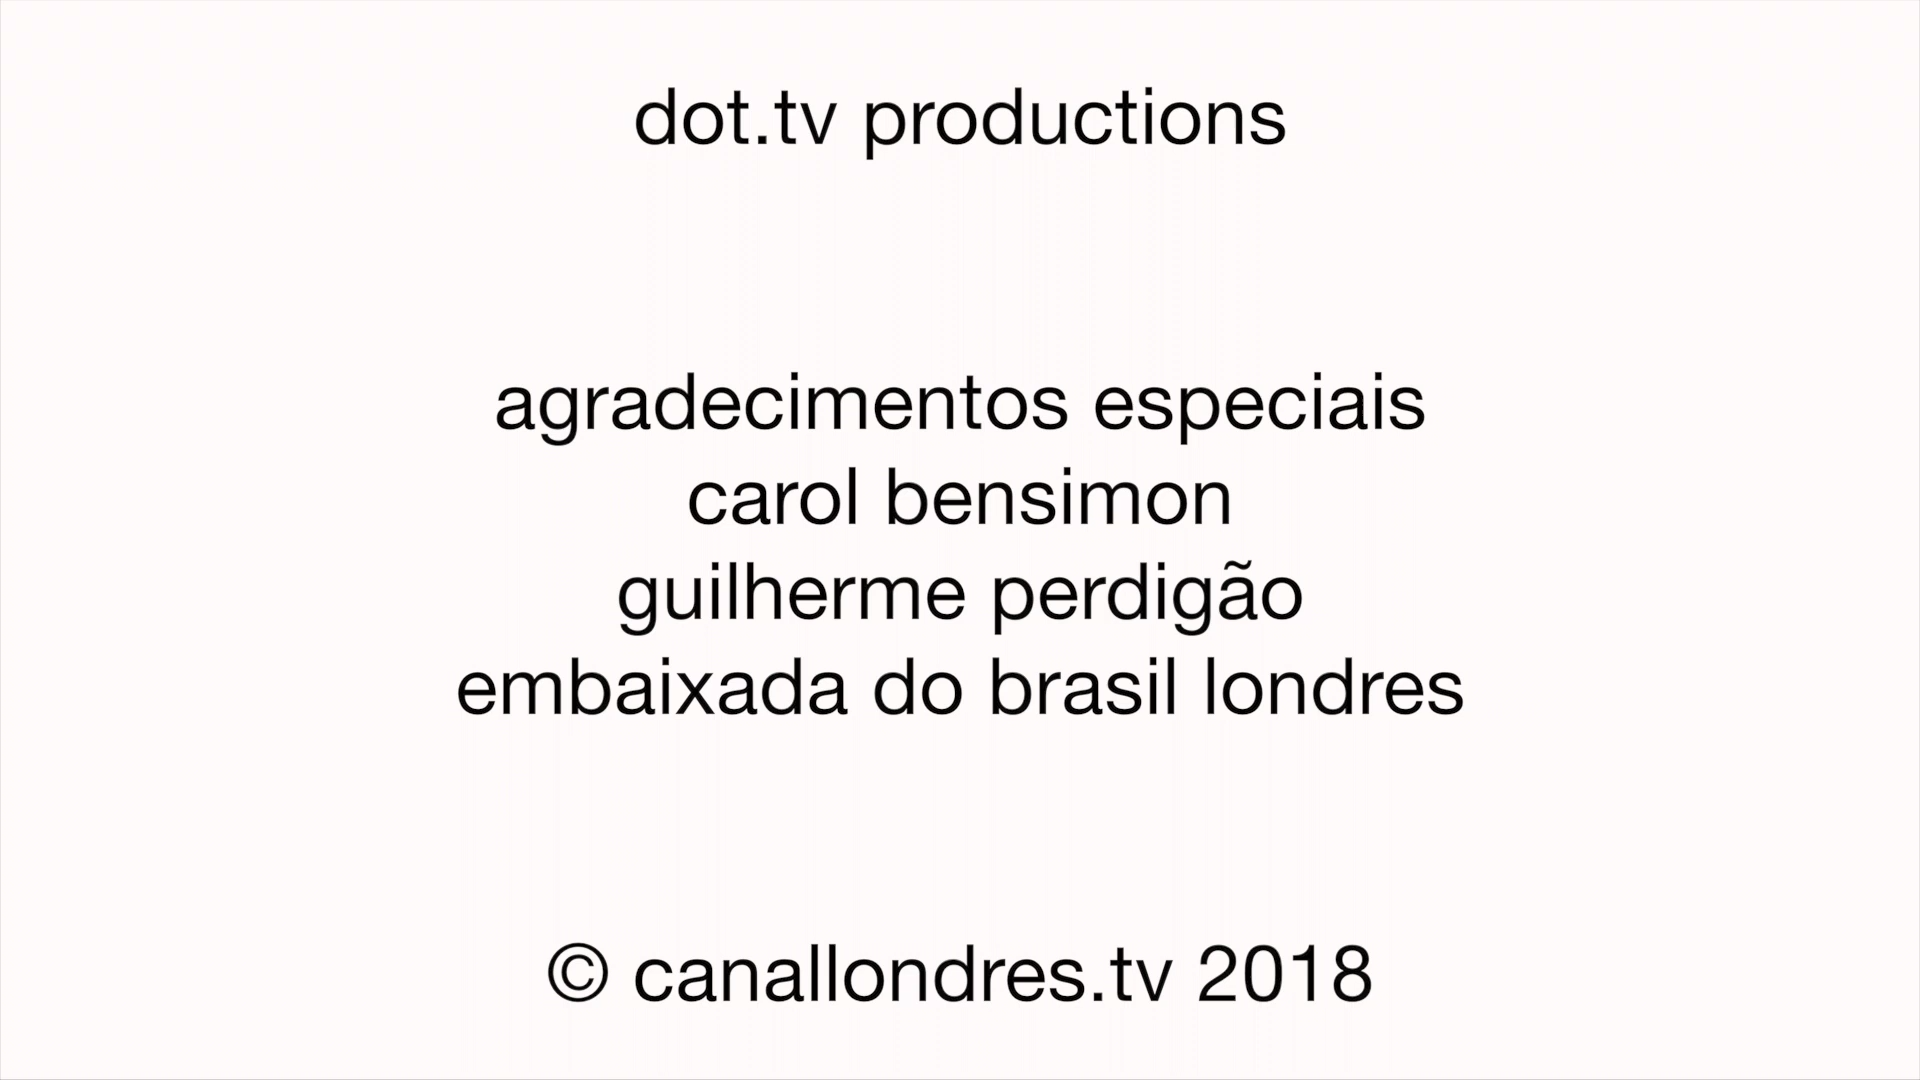 dot.tv productions
agradecimentos especiais
carol bensimon
guilherme perdigão
embaixada do brasil londres
© canallondres.tv 2018